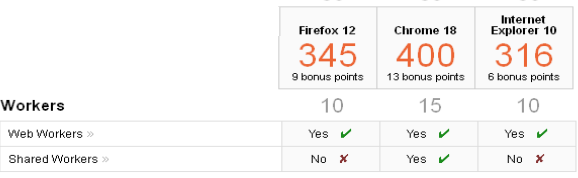 Firefox 12 Chrome 18 Internet Explorer 10
345 400 316
9 bonus points 13 bonus points 6 bonus points
Workers 10 15 10
Web Workers » Yes ✔ Yes ✔ Yes ✔
Shared Workers » No ✘ Yes ✔ No ✘